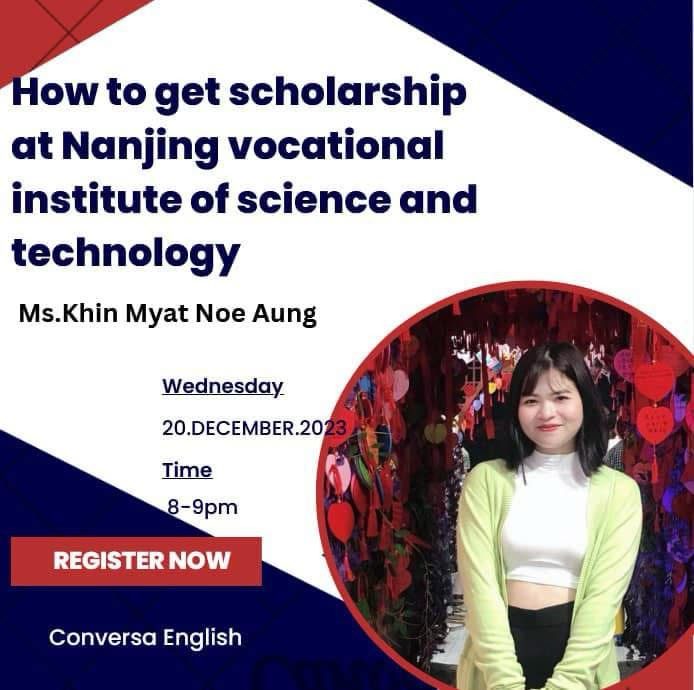 How to get scholarship
at Nanjing vocational
institute of science and
technology
Ms.Khin Myat Noe Aung
Wednesday
20.DECEMBER.2023
Time
8-9pm
REGISTER NOW
Conversa English